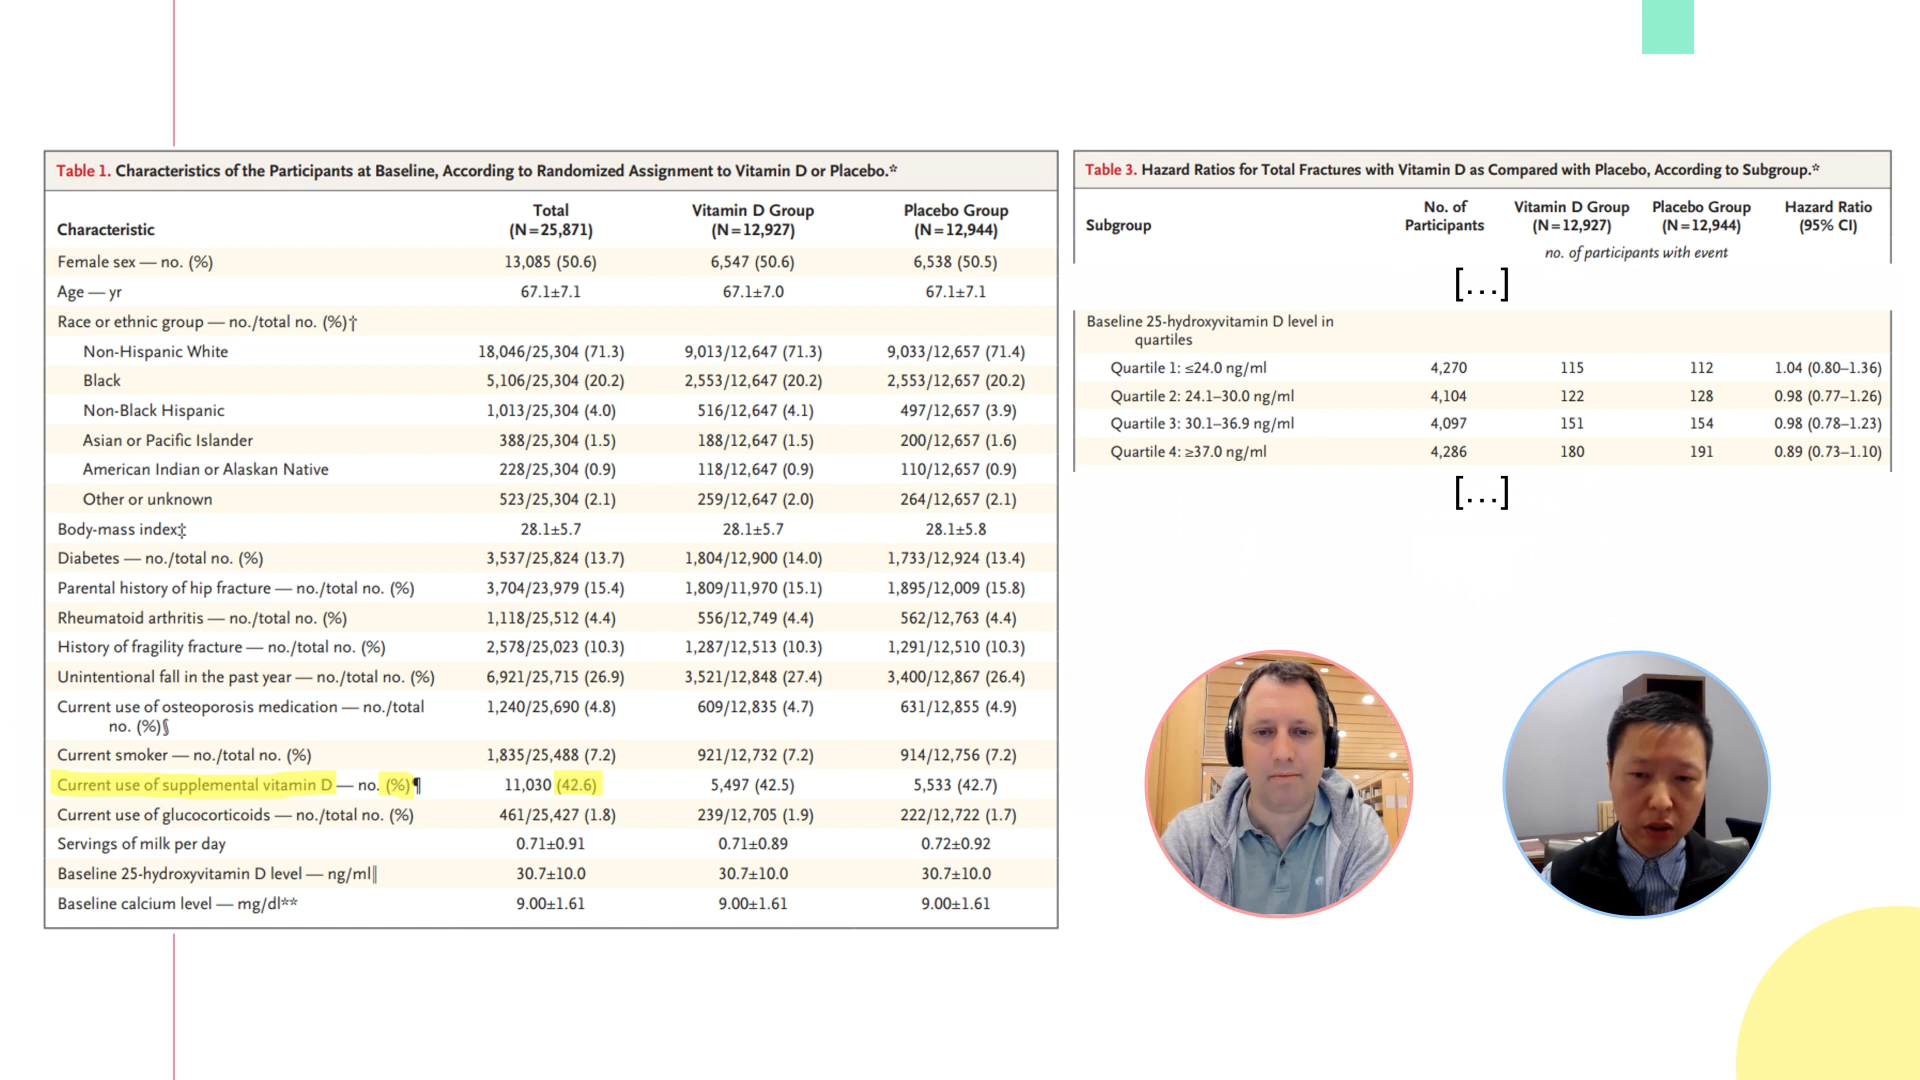 Table 1. Characteristics of the Participants at Baseline, According to Randomized Assignment to Vitamin D or Placebo.*
Characteristic Total (N=25,871) Vitamin D Group (N=12,927) Placebo Group (N=12,944)
Female sex — no. (%) 13,085 (50.6) 6,547 (50.6) 6,538 (50.5)
Age — yr 67.1±7.1 67.1±7.0 67.1±7.1
Race or ethnic group — no./total no. (%)†
Non-Hispanic White 18,046/25,304 (71.3) 9,013/12,647 (71.3) 9,033/12,657 (71.4)
Black 5,106/25,304 (20.2) 2,553/12,647 (20.2) 2,553/12,657 (20.2)
Non-Black Hispanic 1,013/25,304 (4.0) 516/12,647 (4.1) 497/12,657 (3.9)
Asian or Pacific Islander 388/25,304 (1.5) 188/12,647 (1.5) 200/12,657 (1.6)
American Indian or Alaskan Native 228/25,304 (0.9) 118/12,647 (0.9) 110/12,657 (0.9)
Other or unknown 523/25,304 (2.1) 259/12,647 (2.0) 264/12,657 (2.1)
Body-mass index‡ 28.1±5.7 28.1±5.7 28.1±5.8
Diabetes — no./total no. (%) 3,537/25,824 (13.7) 1,804/12,900 (14.0) 1,733/12,924 (13.4)
Parental history of hip fracture — no./total no. (%) 3,704/23,979 (15.4) 1,809/11,970 (15.1) 1,895/12,009 (15.8)
Rheumatoid arthritis — no./total no. (%) 1,118/25,512 (4.4) 556/12,749 (4.4) 562/12,763 (4.4)
History of fragility fracture — no./total no. (%) 2,578/25,023 (10.3) 1,287/12,513 (10.3) 1,291/12,510 (10.3)
Unintentional fall in the past year — no./total no. (%) 6,921/25,715 (26.9) 3,521/12,848 (27.4) 3,400/12,867 (26.4)
Current use of osteoporosis medication — no./total 1,240/25,690 (4.8) 609/12,835 (4.7) 631/12,855 (4.9)
no. (%)§
Current smoker — no./total no. (%) 1,835/25,488 (7.2) 921/12,732 (7.2) 914/12,756 (7.2)
Current use of supplemental vitamin D — no. (%)¶ 11,030 (42.6) 5,497 (42.5) 5,533 (42.7)
Current use of glucocorticoids — no./total no. (%) 461/25,427 (1.8) 239/12,705 (1.9) 222/12,722 (1.7)
Servings of milk per day 0.71±0.91 0.71±0.89 0.72±0.92
Baseline 25-hydroxyvitamin D level — ng/ml‖ 30.7±10.0 30.7±10.0 30.7±10.0
Baseline calcium level — mg/dl** 9.00±1.61 9.00±1.61 9.00±1.61
Table 3. Hazard Ratios for Total Fractures with Vitamin D as Compared with Placebo, According to Subgroup.*
Subgroup No. of Participants Vitamin D Group (N=12,927) Placebo Group (N=12,944) Hazard Ratio (95% CI)
no. of participants with event
[...]
Baseline 25-hydroxyvitamin D level in
quartiles
Quartile 1: ≤24.0 ng/ml 4,270 115 112 1.04 (0.80–1.36)
Quartile 2: 24.1–30.0 ng/ml 4,104 122 128 0.98 (0.77–1.26)
Quartile 3: 30.1–36.9 ng/ml 4,097 151 154 0.98 (0.78–1.23)
Quartile 4: ≥37.0 ng/ml 4,286 180 191 0.89 (0.73–1.10)
[...]